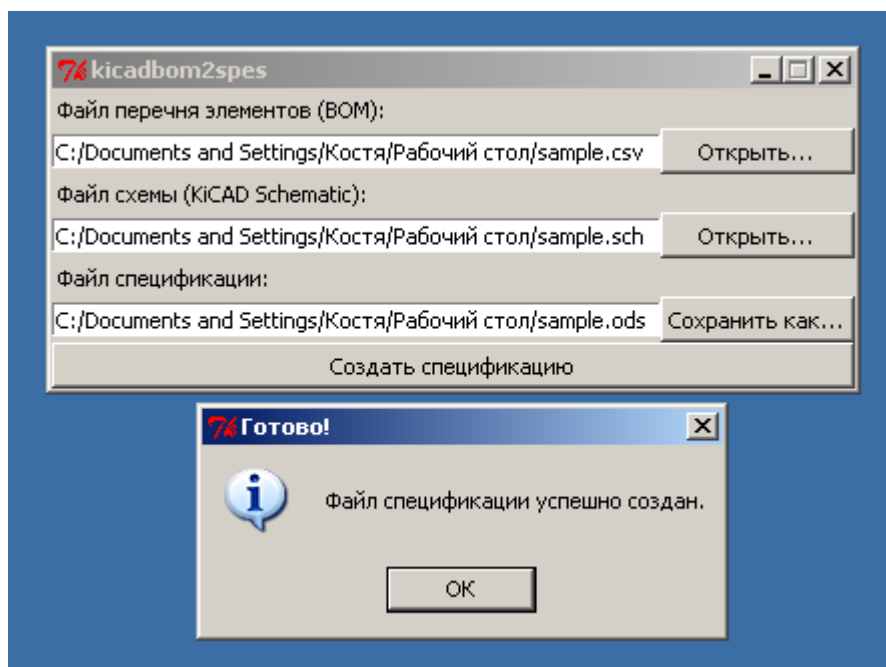 kicadbom2spes
Файл перечня элементов (BOM):
C:/Documents and Settings/Костя/Рабочий стол/sample.csv Открыть...
Файл схемы (KiCAD Schematic):
C:/Documents and Settings/Костя/Рабочий стол/sample.sch Открыть...
Файл спецификации:
C:/Documents and Settings/Костя/Рабочий стол/sample.ods Сохранить как...
Создать спецификацию
Готово!
Файл спецификации успешно создан.
ОК